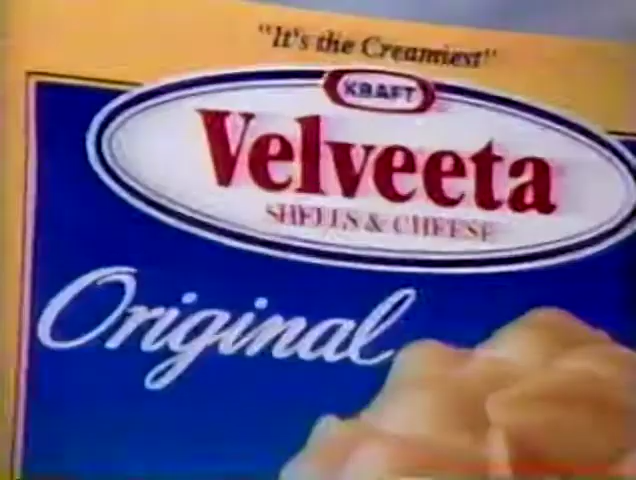 "It's the Creamiest"
KRAFT
Velveeta
SHELLS & CHEESE
Original